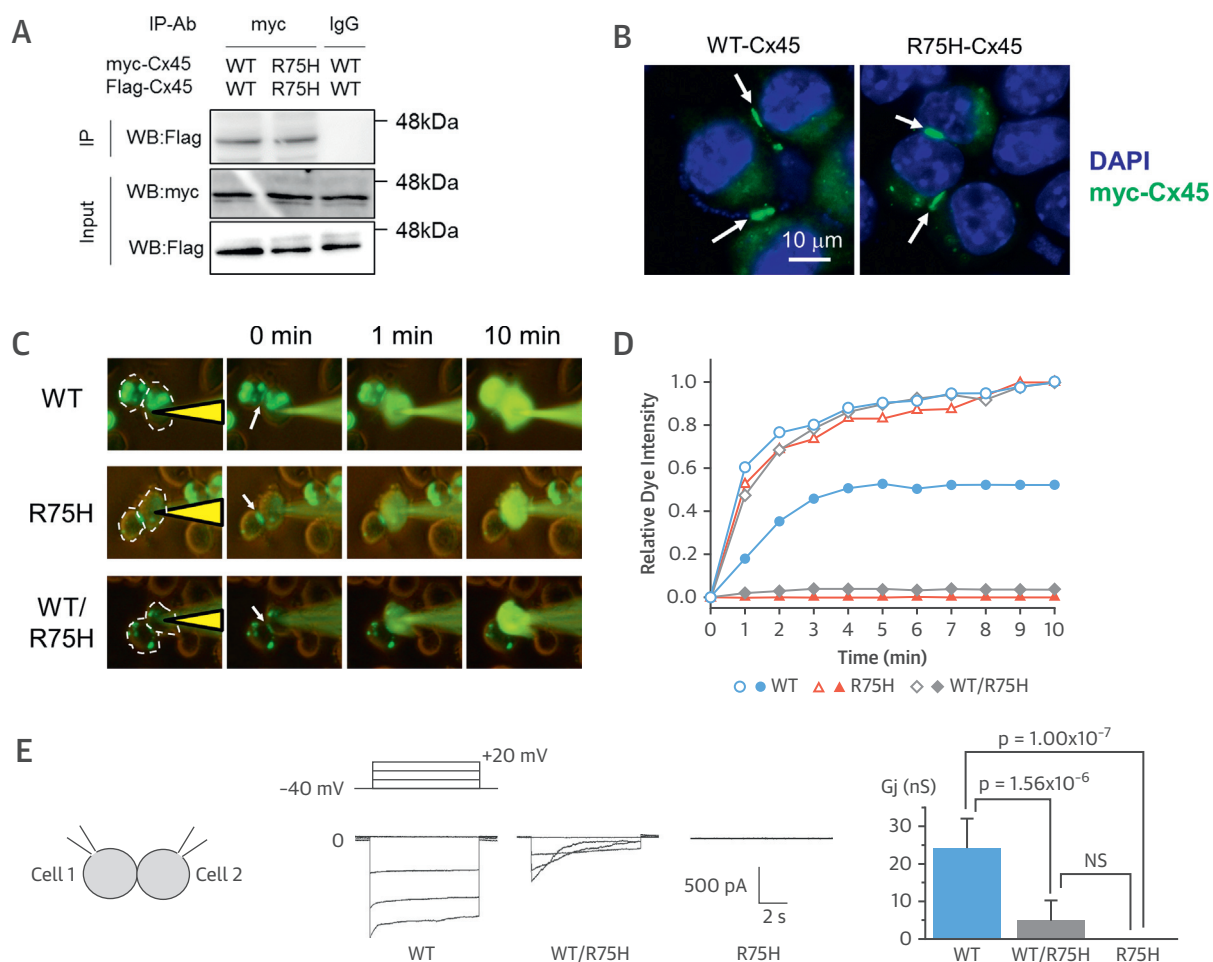 A
IP-Ab myc IgG
myc-Cx45 WT R75H WT
Flag-Cx45 WT R75H WT
IP WB:Flag 48kDa
Input WB:myc 48kDa
WB:Flag 48kDa
B
WT-Cx45 R75H-Cx45
DAPI
myc-Cx45
10 μm
C
0 min 1 min 10 min
WT
R75H
WT/
R75H
D
Relative Dye Intensity
1.0
0.8
0.6
0.4
0.2
0.0
0 1 2 3 4 5 6 7 8 9 10
Time (min)
WT R75H WT/R75H
E
Cell 1 Cell 2
+20 mV
−40 mV
0
500 pA
2 s
WT WT/R75H R75H
p = 1.00x10⁻⁷
Gj (nS) p = 1.56x10⁻⁶
NS
30
20
10
0
WT WT/R75H R75H